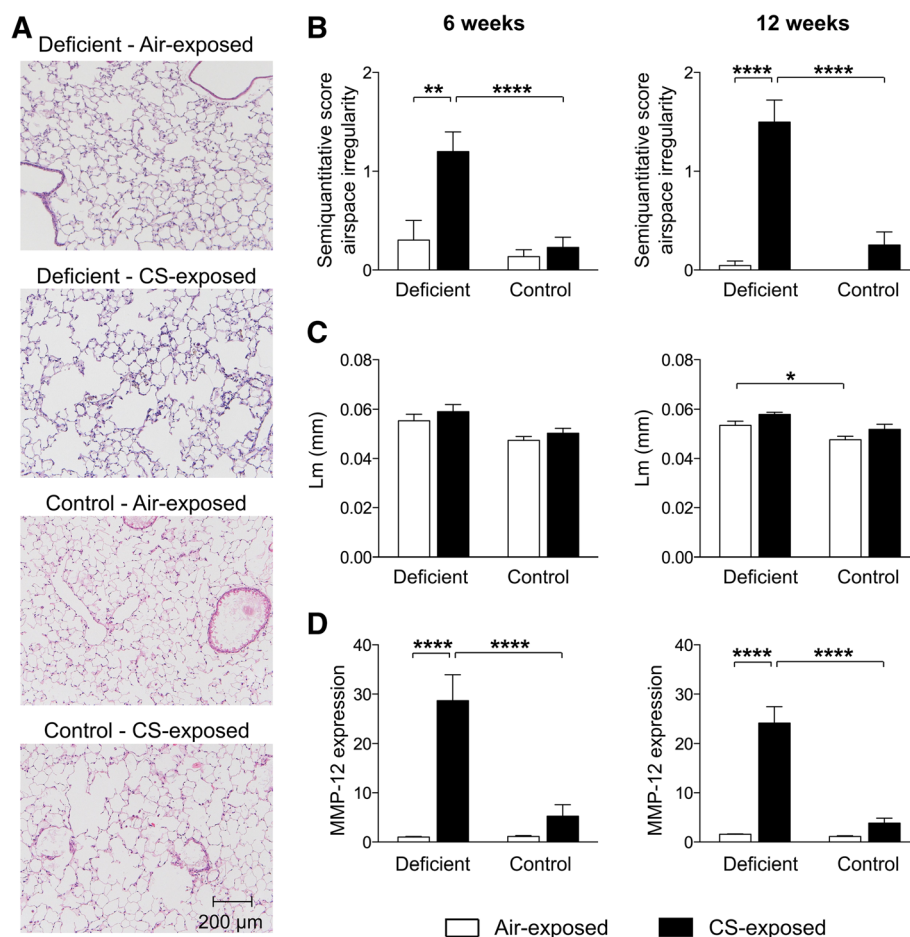 A
Deficient - Air-exposed
Deficient - CS-exposed
Control - Air-exposed
Control - CS-exposed
200 µm
B
6 weeks
12 weeks
Semiquantitative score
airspace irregularity
2
1
0
**
****
Deficient
Control
Semiquantitative score
airspace irregularity
2
1
0
****
****
Deficient
Control
C
Lm (mm)
0.08
0.06
0.04
0.02
0.00
Deficient
Control
Lm (mm)
0.08
0.06
0.04
0.02
0.00
*
Deficient
Control
D
MMP-12 expression
40
30
20
10
0
****
****
Deficient
Control
MMP-12 expression
40
30
20
10
0
****
****
Deficient
Control
Air-exposed
CS-exposed